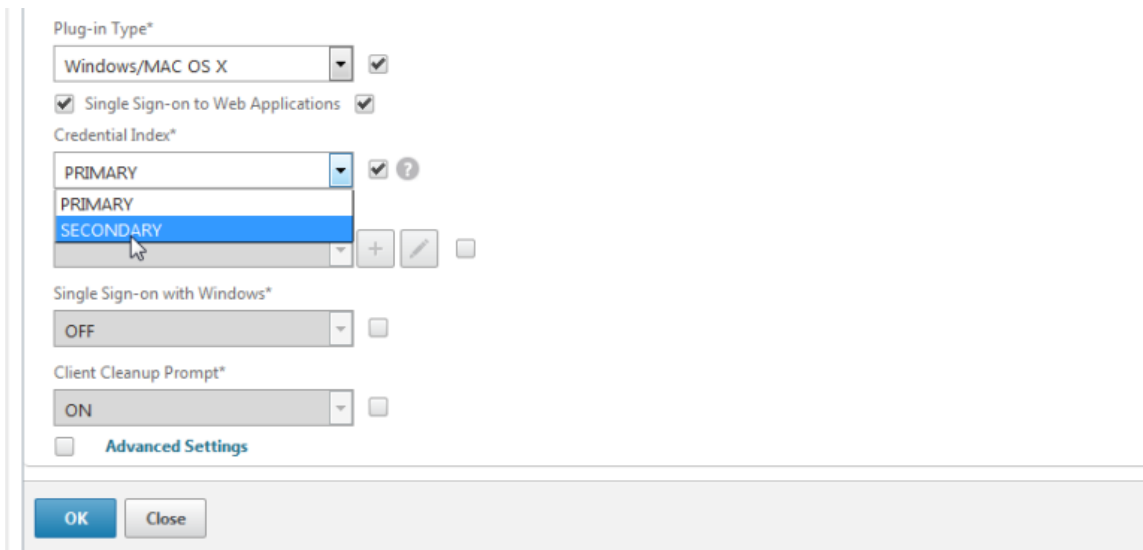 Plug-in Type*
Windows/MAC OS X
Single Sign-on to Web Applications
Credential Index*
PRIMARY
?
PRIMARY
SECONDARY
+
Single Sign-on with Windows*
OFF
Client Cleanup Prompt*
ON
Advanced Settings
OK
Close